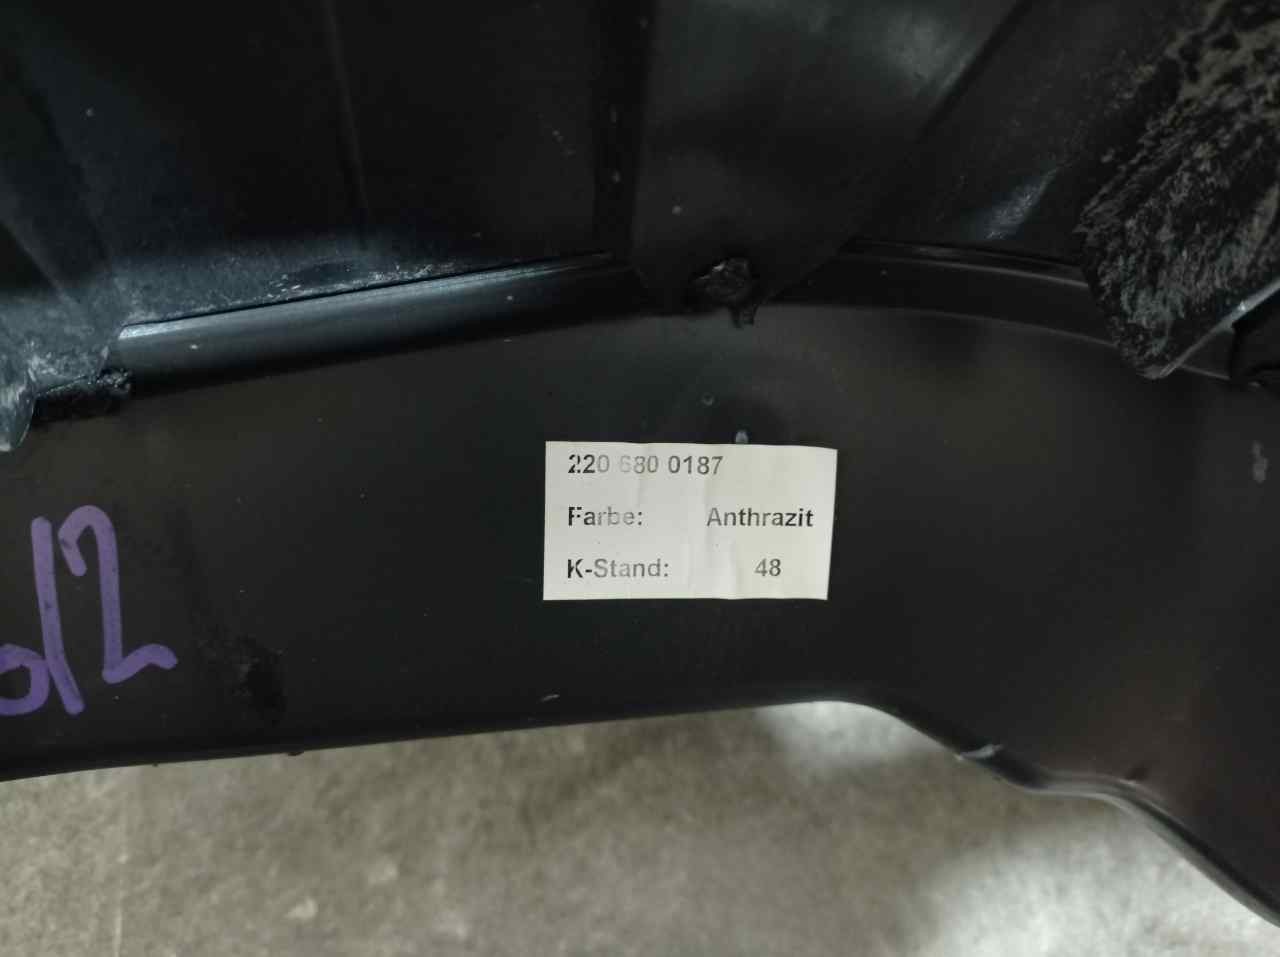 220 680 0187
Farbe: Anthrazit
K-Stand: 48